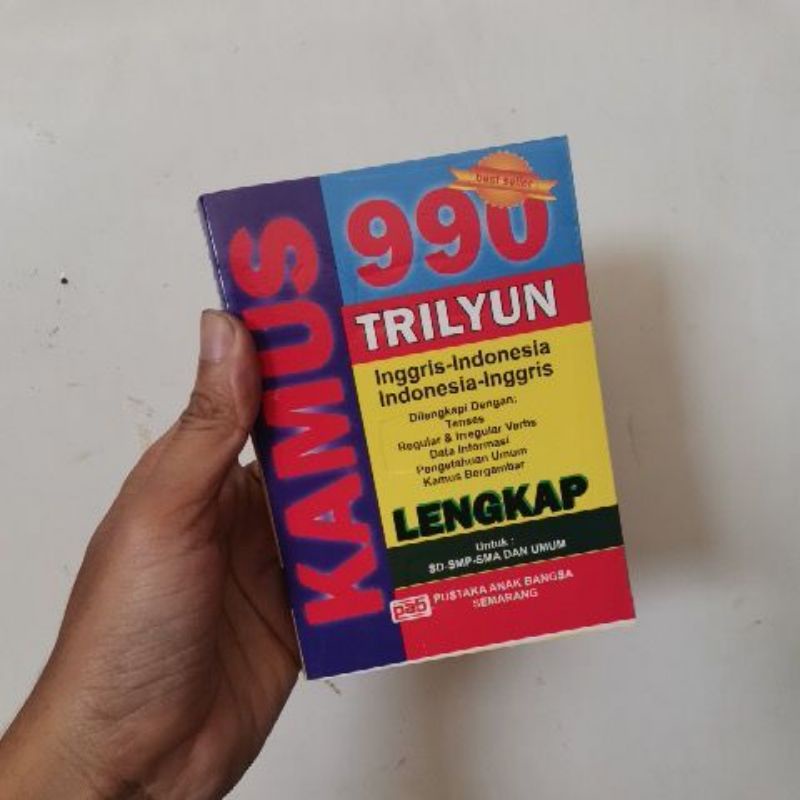 KAMUS
best seller
990
TRILYUN
Inggris-Indonesia
Indonesia-Inggris
Dilengkapi Dengan:
Tenses
Regular & Irregular Verbs
Data Informasi
Pengetahuan Umum
Kamus Bergambar
LENGKAP
Untuk :
SD-SMP-SMA DAN UMUM
pab PUSTAKA ANAK BANGSA
SEMARANG